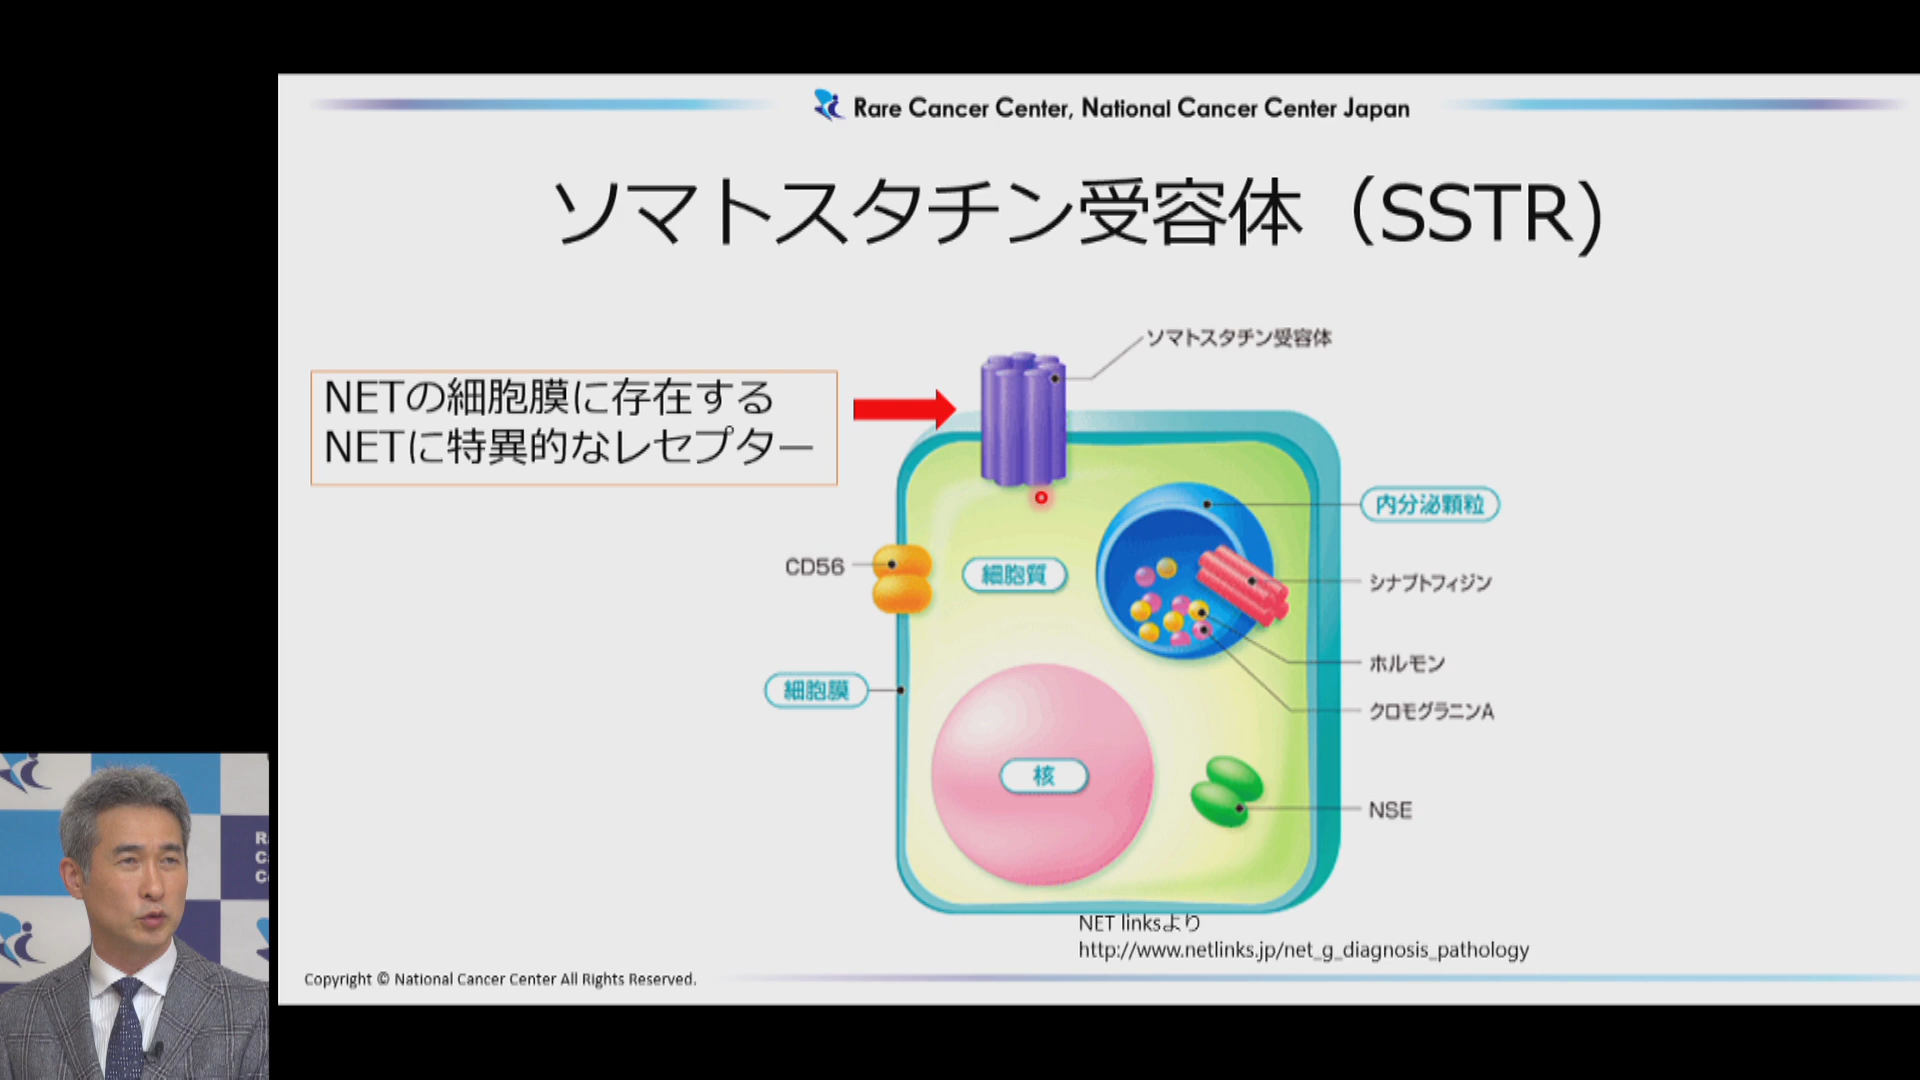 Rare Cancer Center, National Cancer Center Japan
ソマトスタチン受容体（SSTR)
ソマトスタチン受容体
NETの細胞膜に存在する
NETに特異的なレセプター
内分泌顆粒
CD56
細胞質
シナプトフィジン
ホルモン
細胞膜
クロモグラニンA
核
NSE
NET linksより
http://www.netlinks.jp/net_g_diagnosis_pathology
Copyright © National Cancer Center All Rights Reserved.